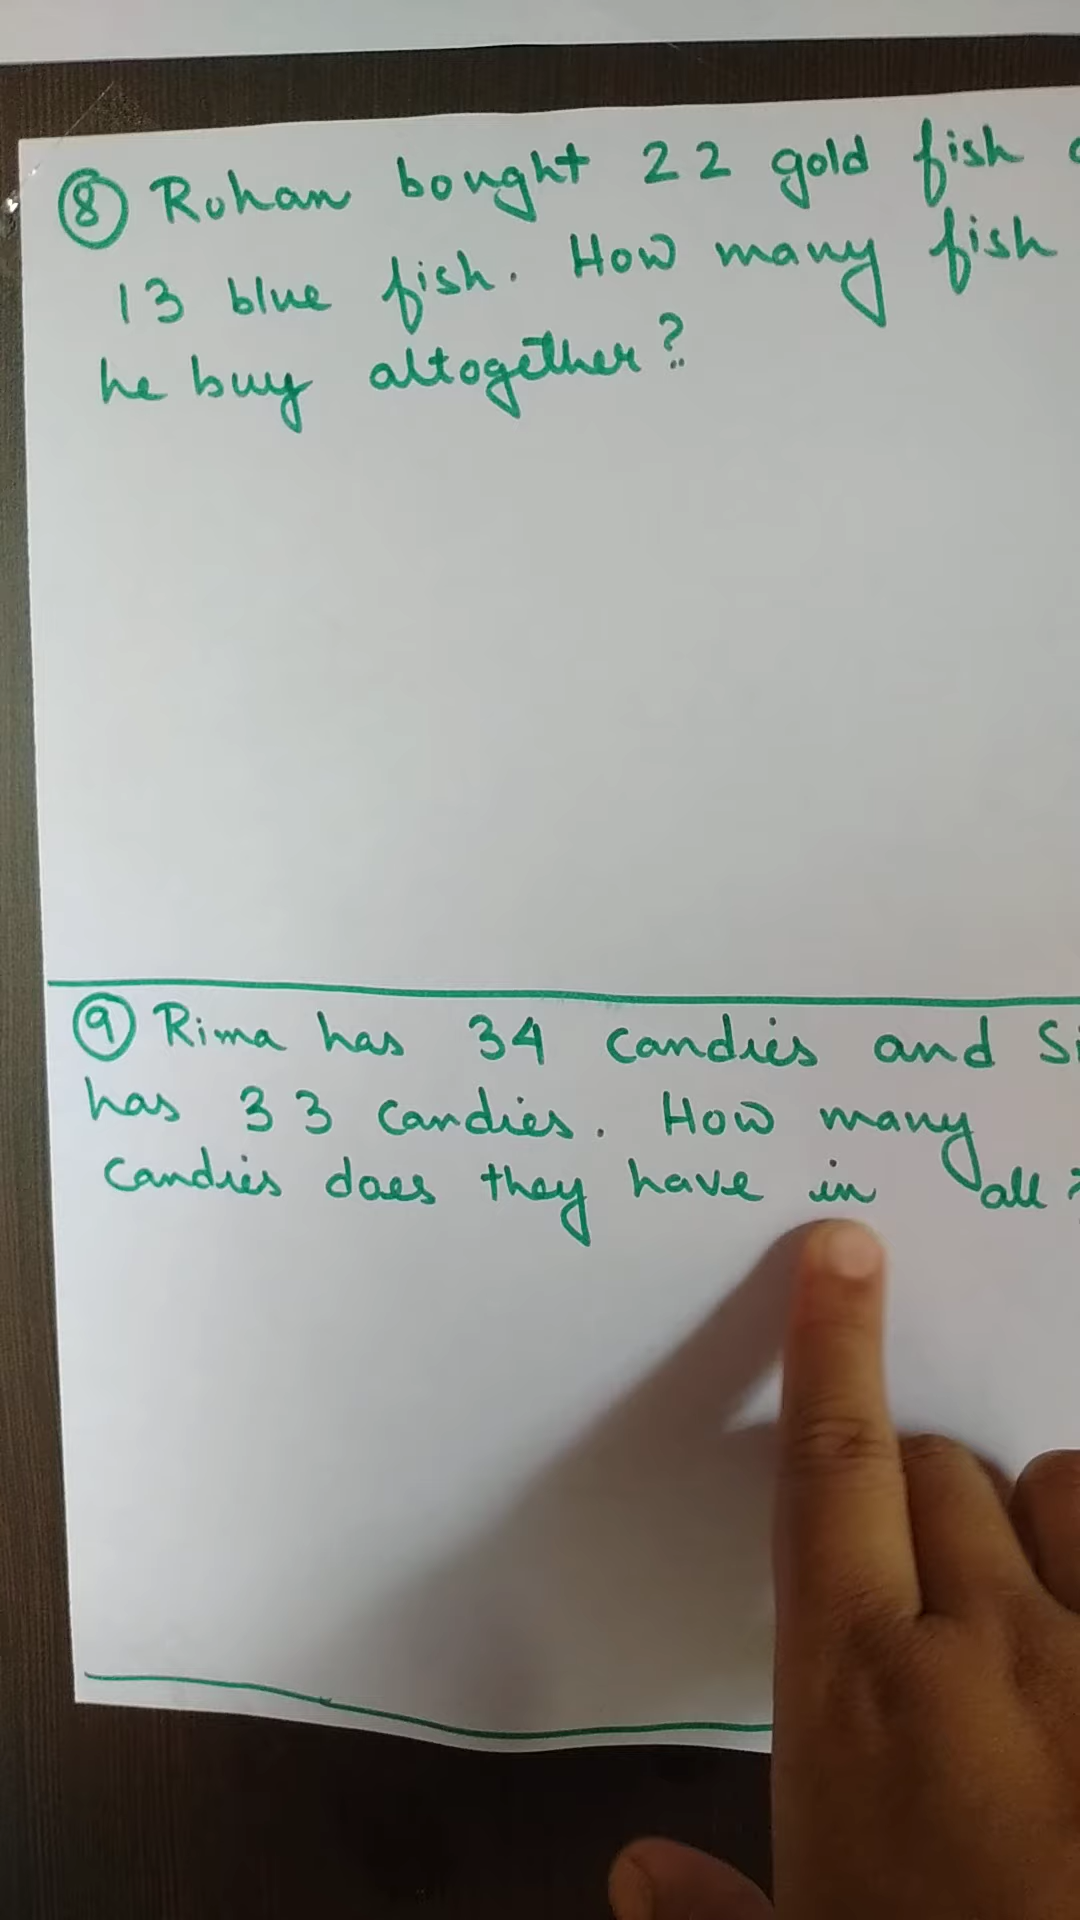 8 Rohan bought 22 gold fish
13 blue fish. How many fish
he buy altogether?
9 Rima has 34 candies and
has 33 candies. How many
candies does they have in all?